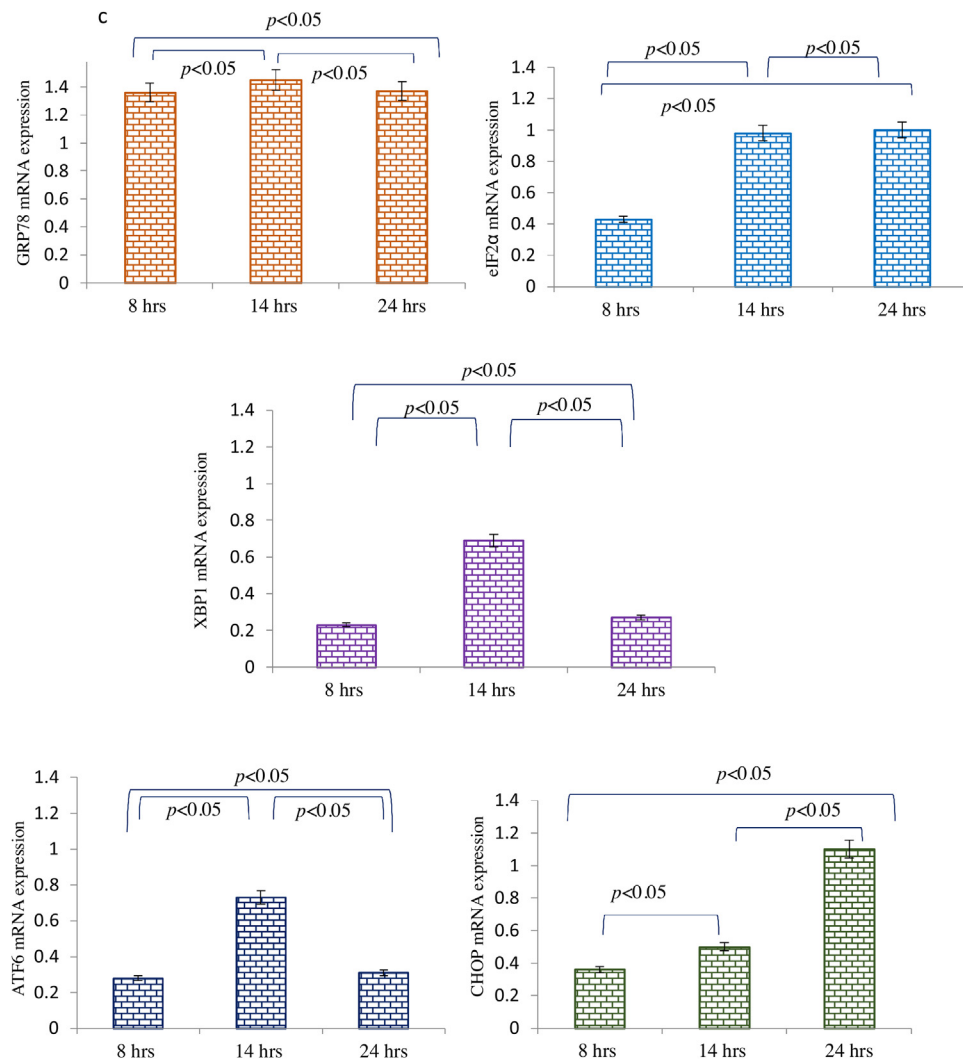 c
p<0.05
p<0.05 p<0.05
GRP78 mRNA expression
1.4
1.2
1
0.8
0.6
0.4
0.2
0
8 hrs 14 hrs 24 hrs
p<0.05 p<0.05
p<0.05
eIF2α mRNA expression
1.4
1.2
1
0.8
0.6
0.4
0.2
0
8 hrs 14 hrs 24 hrs
p<0.05
p<0.05 p<0.05
XBP1 mRNA expression
1.4
1.2
1
0.8
0.6
0.4
0.2
0
8 hrs 14 hrs 24 hrs
p<0.05
p<0.05 p<0.05
ATF6 mRNA expression
1.4
1.2
1
0.8
0.6
0.4
0.2
0
8 hrs 14 hrs 24 hrs
p<0.05
p<0.05
p<0.05
CHOP mRNA expression
1.4
1.2
1
0.8
0.6
0.4
0.2
0
8 hrs 14 hrs 24 hrs